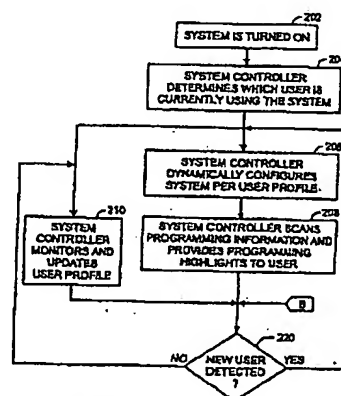 202
SYSTEM IS TURNED ON
SYSTEM CONTROLLER
DETERMINES WHICH USER IS
CURRENTLY USING THE SYSTEM
SYSTEM CONTROLLER
DYNAMICALLY CONFIGURES
SYSTEM PER USER PROFILE
210
SYSTEM
CONTROLLER
MONITORS AND
UPDATES
USER PROFILE
208
SYSTEM CONTROLLER SCANS
PROGRAMMING INFORMATION AND
PROVIDES PROGRAMMING
HIGHLIGHTS TO USER
B
220
NO
NEW USER
DETECTED
?
YES